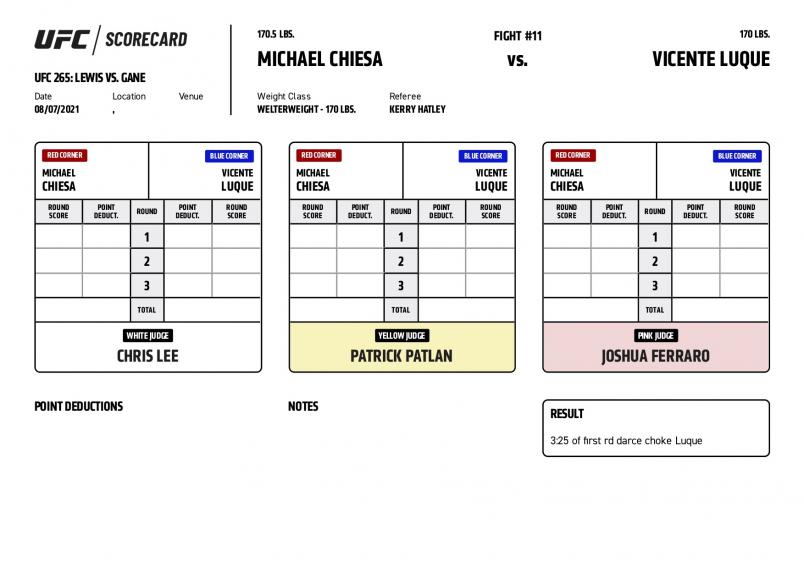 UFC / SCORECARD
UFC 265: LEWIS VS. GANE
Date Location Venue
08/07/2021 ,
170.5 LBS. FIGHT #11 170 LBS.
MICHAEL CHIESA vs. VICENTE LUQUE
Weight Class Referee
WELTERWEIGHT - 170 LBS. KERRY HATLEY
RED CORNER BLUE CORNER
MICHAEL VICENTE
CHIESA LUQUE
ROUND POINT ROUND POINT ROUND
SCORE DEDUCT. DEDUCT. SCORE
1
2
3
TOTAL
WHITE JUDGE
CHRIS LEE
RED CORNER BLUE CORNER
MICHAEL VICENTE
CHIESA LUQUE
ROUND POINT ROUND POINT ROUND
SCORE DEDUCT. DEDUCT. SCORE
1
2
3
TOTAL
YELLOW JUDGE
PATRICK PATLAN
RED CORNER BLUE CORNER
MICHAEL VICENTE
CHIESA LUQUE
ROUND POINT ROUND POINT ROUND
SCORE DEDUCT. DEDUCT. SCORE
1
2
3
TOTAL
PINK JUDGE
JOSHUA FERRARO
POINT DEDUCTIONS
NOTES
RESULT
3:25 of first rd darce choke Luque